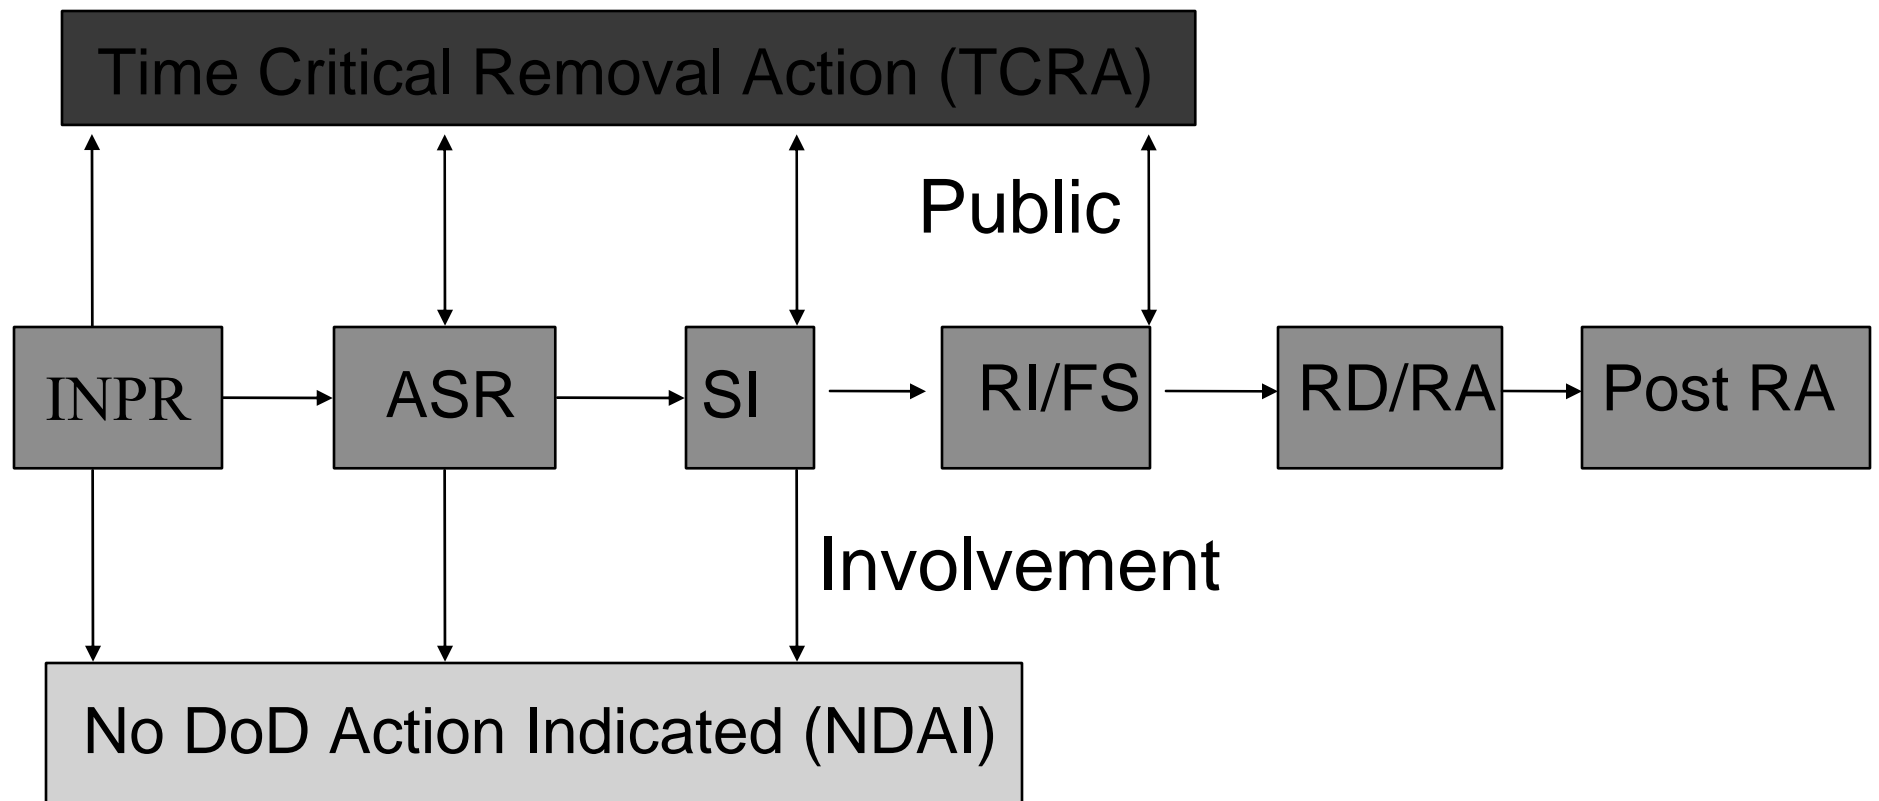 Time Critical Removal Action (TCRA)
Public
INPR
ASR
SI
RI/FS
RD/RA
Post RA
Involvement
No DoD Action Indicated (NDAI)